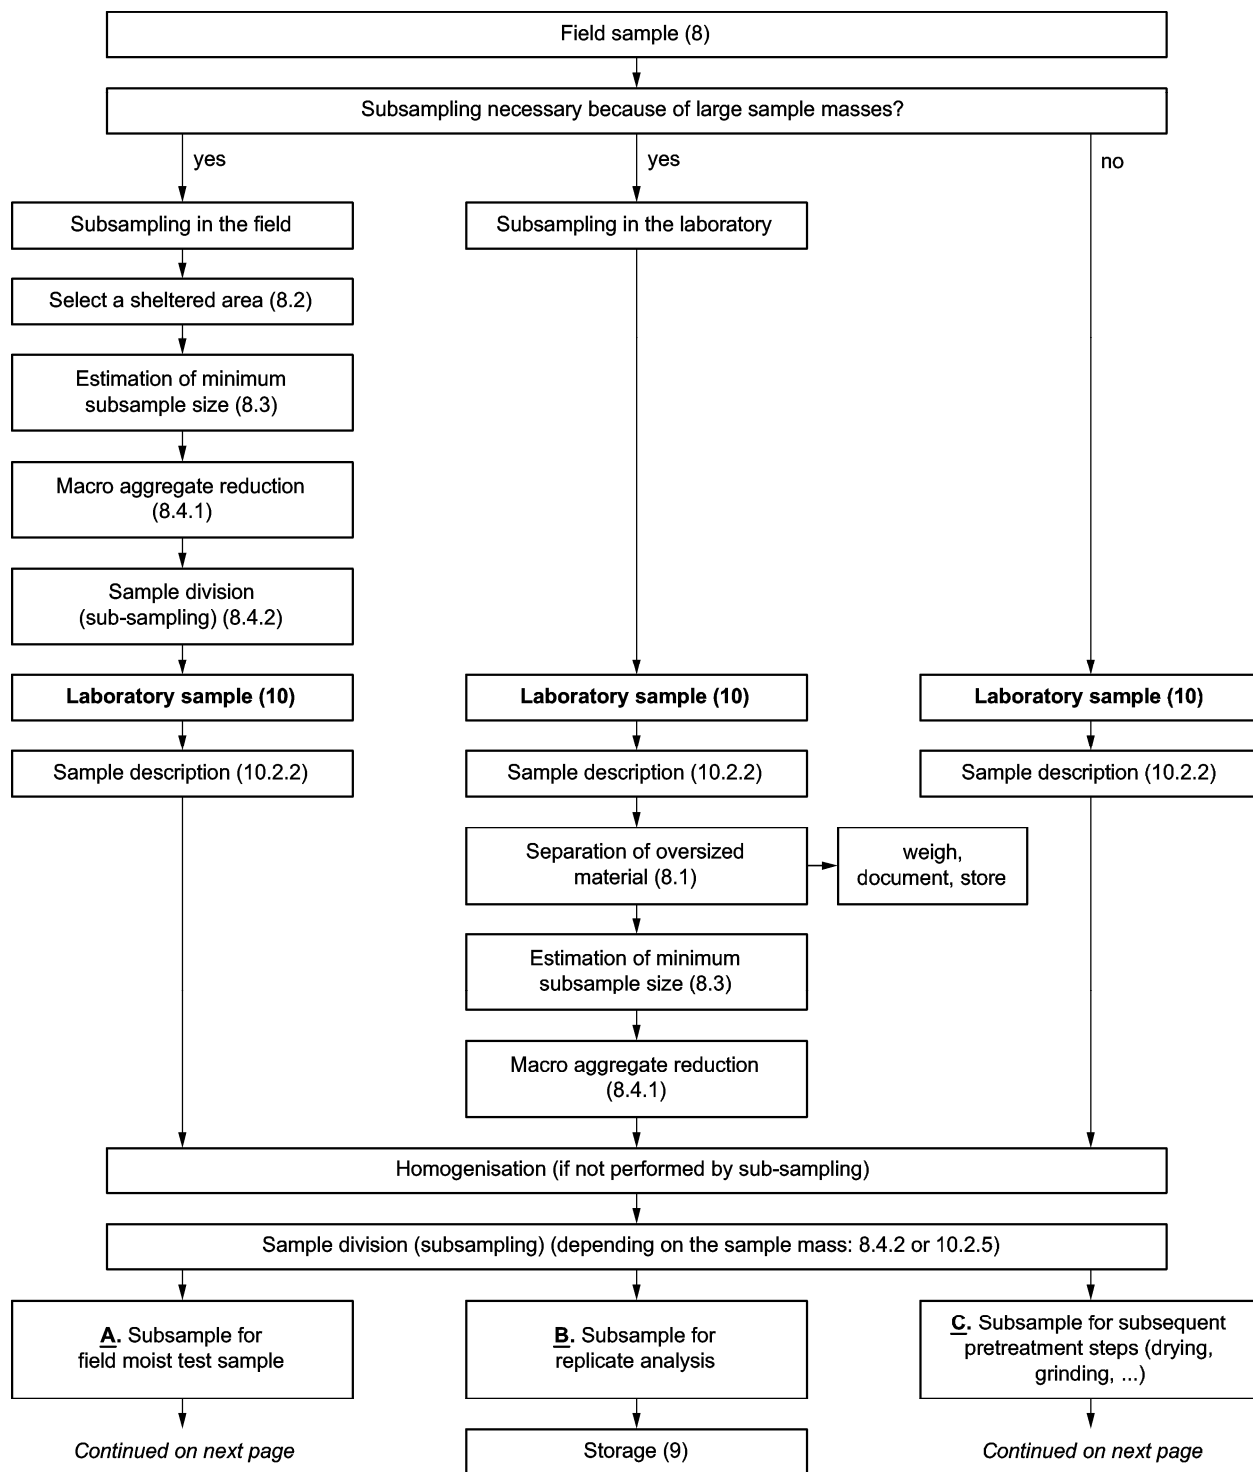 Field sample (8)
Subsampling necessary because of large sample masses?
yes
yes
no
Subsampling in the field
Subsampling in the laboratory
Select a sheltered area (8.2)
Estimation of minimum
subsample size (8.3)
Macro aggregate reduction
(8.4.1)
Sample division
(sub-sampling) (8.4.2)
Laboratory sample (10)
Laboratory sample (10)
Laboratory sample (10)
Sample description (10.2.2)
Sample description (10.2.2)
Sample description (10.2.2)
Separation of oversized
material (8.1)
weigh,
document, store
Estimation of minimum
subsample size (8.3)
Macro aggregate reduction
(8.4.1)
Homogenisation (if not performed by sub-sampling)
Sample division (subsampling) (depending on the sample mass: 8.4.2 or 10.2.5)
A. Subsample for
field moist test sample
B. Subsample for
replicate analysis
C. Subsample for subsequent
pretreatment steps (drying,
grinding, ...)
Continued on next page
Storage (9)
Continued on next page